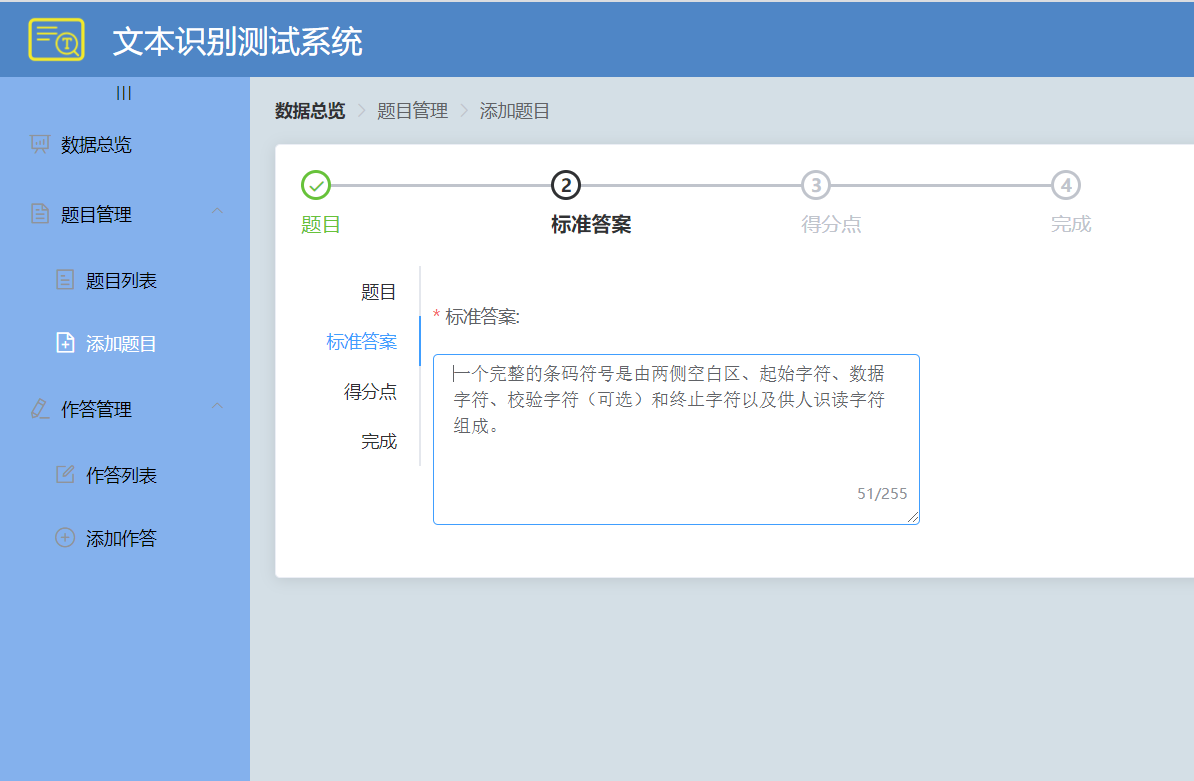 文本识别测试系统
数据总览
题目管理
题目列表
添加题目
作答管理
作答列表
添加作答
数据总览 > 题目管理 > 添加题目
2 3 4
题目 标准答案 得分点 完成
题目
标准答案
得分点
完成
* 标准答案:
一个完整的条码符号是由两侧空白区、起始字符、数据
字符、校验字符（可选）和终止字符以及供人识读字符
组成。
51/255